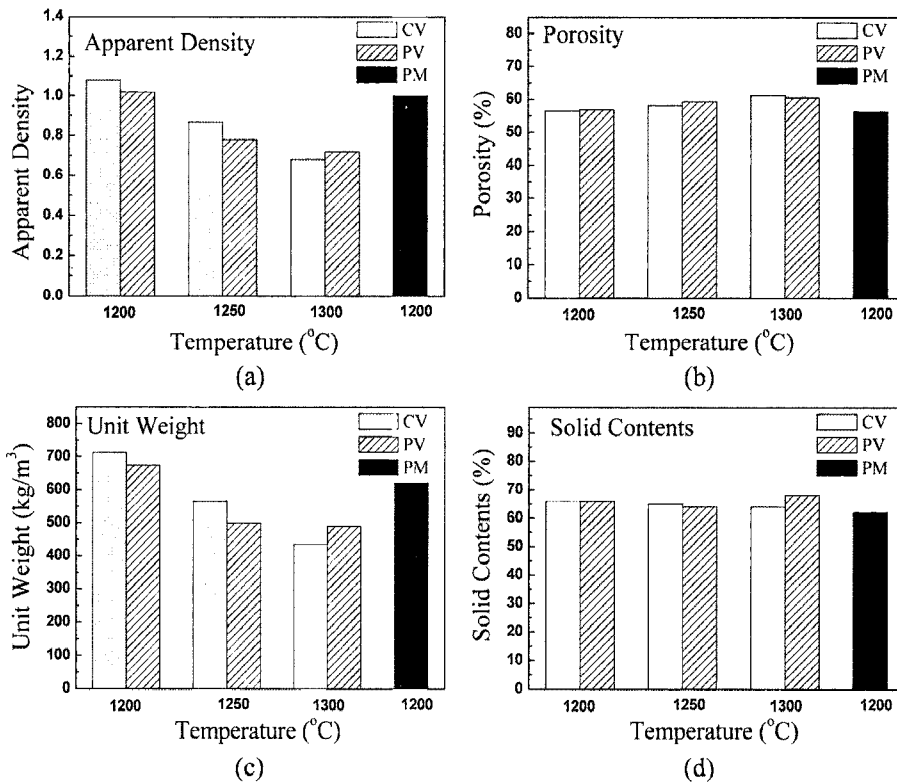 Apparent Density
CV
PV
PM
1.4
1.2
1.0
0.8
0.6
0.4
0.2
0.0
Apparent Density
1200
1250
1300
1200
Temperature (°C)
(a)
Porosity
CV
PV
PM
80
70
60
50
40
30
20
10
0
Porosity (%)
1200
1250
1300
1200
Temperature (°C)
(b)
Unit Weight
CV
PV
PM
800
700
600
500
400
300
200
100
0
Unit Weight (kg/m³)
1200
1250
1300
1200
Temperature (°C)
(c)
Solid Contents
CV
PV
PM
90
80
70
60
50
40
30
20
10
0
Solid Contents (%)
1200
1250
1300
1200
Temperature (°C)
(d)